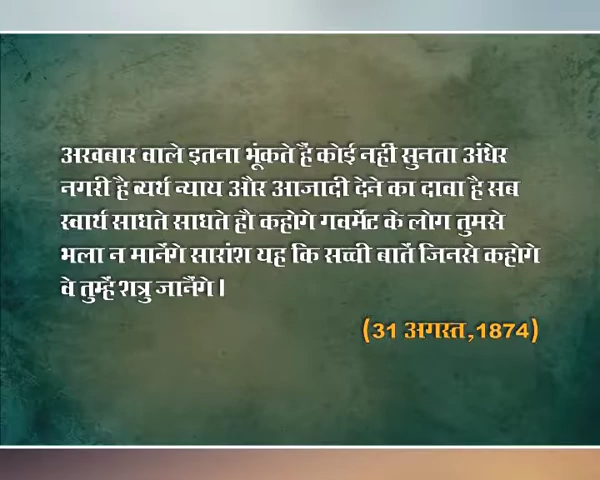 अखबार वाले इतना भूंकते हैं कोई नही सुनता अंधेर
नगरी है व्यर्थ न्याय और आजादी देने का दावा है सब
स्वार्थ साधते साधते हौ कहोगे गवर्मेंट के लोग तुमसे
भला न मानेंगे सारांश यह कि सच्ची बातें जिनसे कहोगे
वे तुम्हें शत्रु जानैंगे।
(31 अगस्त,1874)